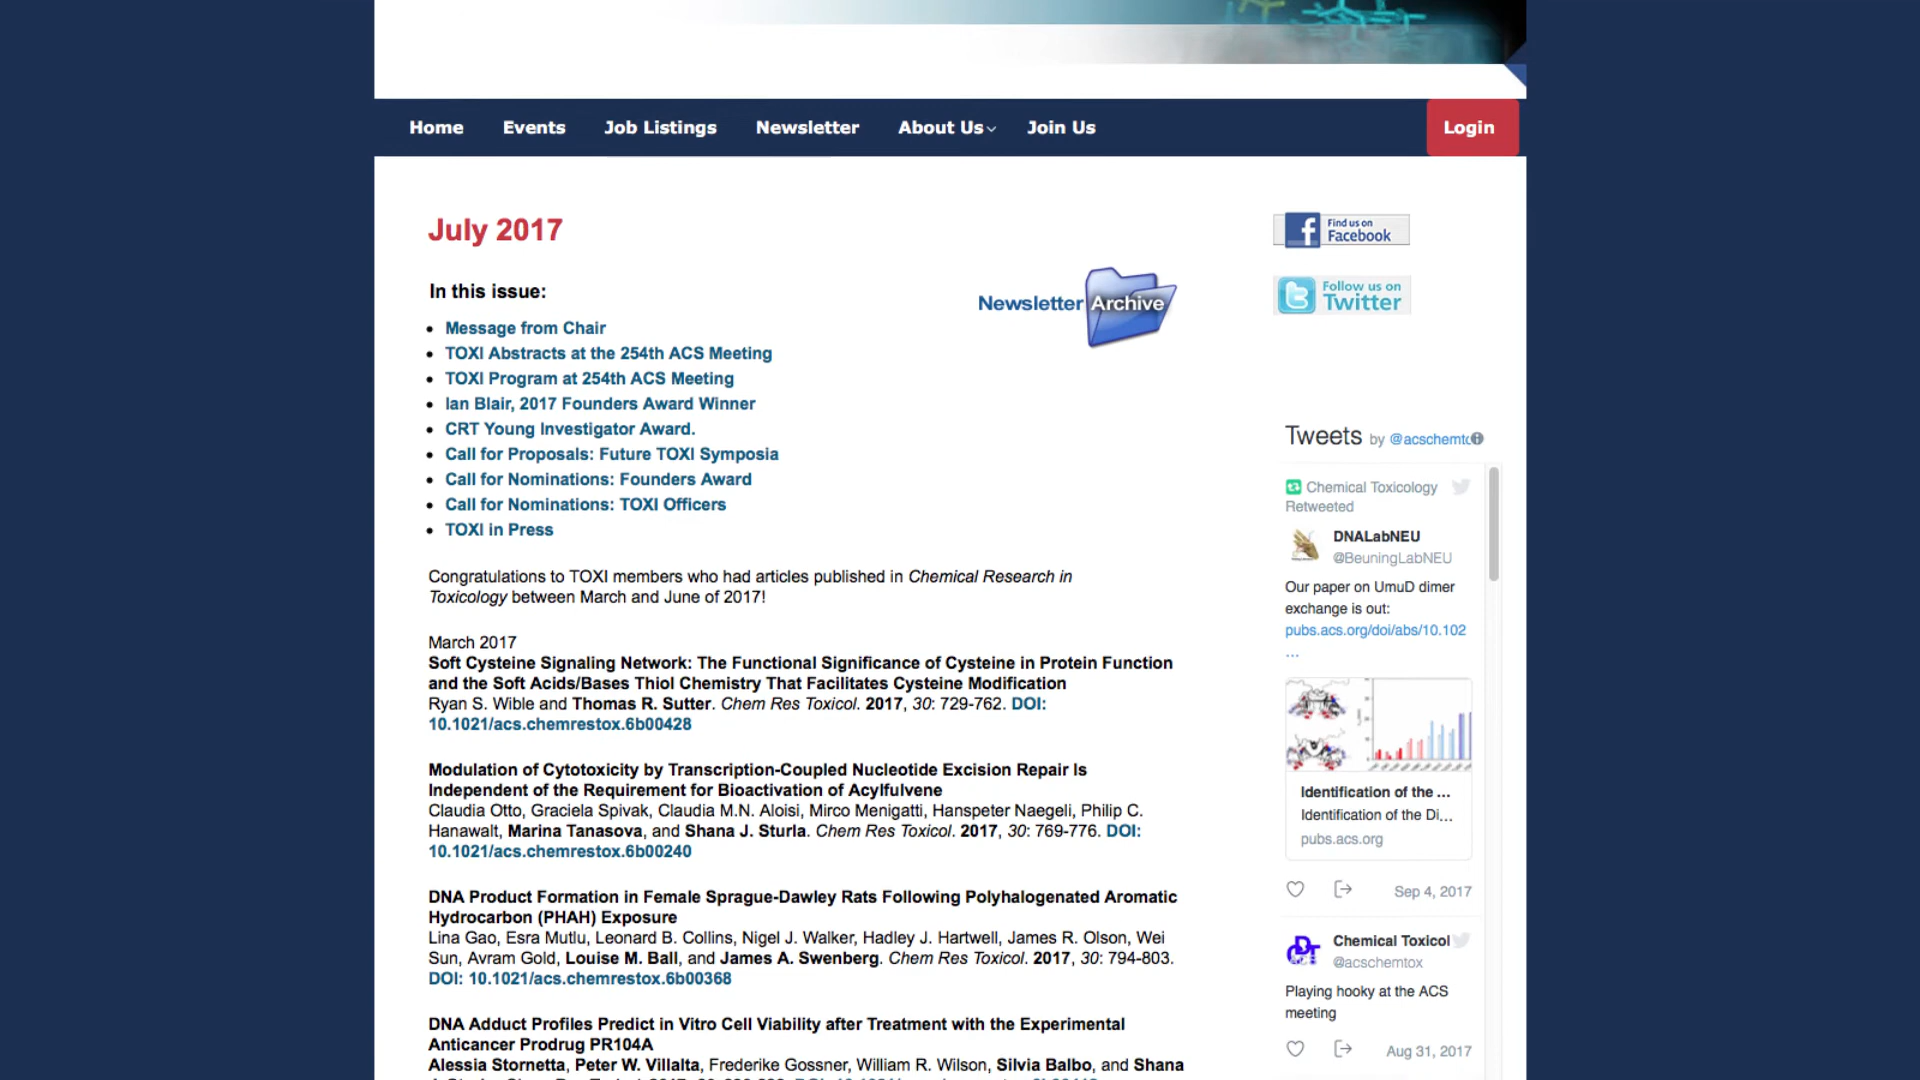 Home Events Job Listings Newsletter About Us Join Us Login
July 2017
In this issue:
Newsletter Archive
• Message from Chair
• TOXI Abstracts at the 254th ACS Meeting
• TOXI Program at 254th ACS Meeting
• Ian Blair, 2017 Founders Award Winner
• CRT Young Investigator Award.
• Call for Proposals: Future TOXI Symposia
• Call for Nominations: Founders Award
• Call for Nominations: TOXI Officers
• TOXI in Press
Congratulations to TOXI members who had articles published in Chemical Research in
Toxicology between March and June of 2017!
March 2017
Soft Cysteine Signaling Network: The Functional Significance of Cysteine in Protein Function
and the Soft Acids/Bases Thiol Chemistry That Facilitates Cysteine Modification
Ryan S. Wible and Thomas R. Sutter. Chem Res Toxicol. 2017, 30: 729-762. DOI:
10.1021/acs.chemrestox.6b00428
Modulation of Cytotoxicity by Transcription-Coupled Nucleotide Excision Repair Is
Independent of the Requirement for Bioactivation of Acylfulvene
Claudia Otto, Graciela Spivak, Claudia M.N. Aloisi, Mirco Menigatti, Hanspeter Naegeli, Philip C.
Hanawalt, Marina Tanasova, and Shana J. Sturla. Chem Res Toxicol. 2017, 30: 769-776. DOI:
10.1021/acs.chemrestox.6b00240
DNA Product Formation in Female Sprague-Dawley Rats Following Polyhalogenated Aromatic
Hydrocarbon (PHAH) Exposure
Lina Gao, Esra Mutlu, Leonard B. Collins, Nigel J. Walker, Hadley J. Hartwell, James R. Olson, Wei
Sun, Avram Gold, Louise M. Ball, and James A. Swenberg. Chem Res Toxicol. 2017, 30: 794-803.
DOI: 10.1021/acs.chemrestox.6b00368
DNA Adduct Profiles Predict in Vitro Cell Viability after Treatment with the Experimental
Anticancer Prodrug PR104A
Alessia Stornetta, Peter W. Villalta, Frederike Gossner, William R. Wilson, Silvia Balbo, and Shana
Find us on
Facebook
Follow us on
Twitter
Tweets by @acschemto
Chemical Toxicology
Retweeted
DNALabNEU
@BeuningLabNEU
Our paper on UmuD dimer
exchange is out:
pubs.acs.org/doi/abs/10.102
...
Identification of the ...
Identification of the Di...
pubs.acs.org
Sep 4, 2017
Chemical Toxicol
@acschemtox
Playing hooky at the ACS
meeting
Aug 31, 2017